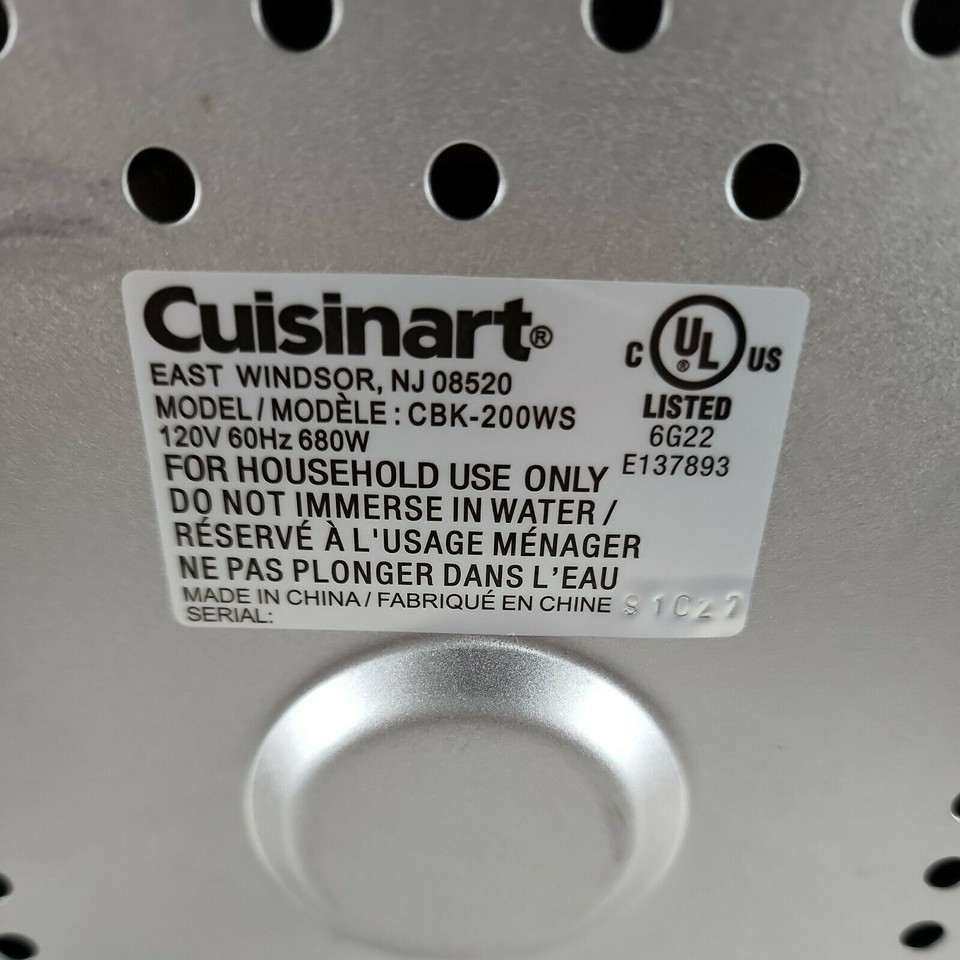 Cuisinart®
EAST WINDSOR, NJ 08520
MODEL / MODÈLE : CBK-200WS
120V 60Hz 680W
FOR HOUSEHOLD USE ONLY
DO NOT IMMERSE IN WATER /
RÉSERVÉ À L'USAGE MÉNAGER
NE PAS PLONGER DANS L'EAU
MADE IN CHINA / FABRIQUÉ EN CHINE
SERIAL:
C UL® US
LISTED
6G22
E137893